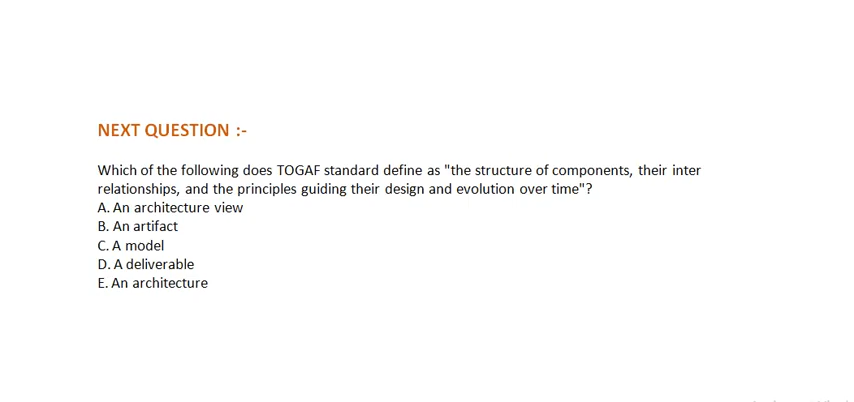 NEXT QUESTION :-
Which of the following does TOGAF standard define as "the structure of components, their inter
relationships, and the principles guiding their design and evolution over time"?
A. An architecture view
B. An artifact
C. A model
D. A deliverable
E. An architecture